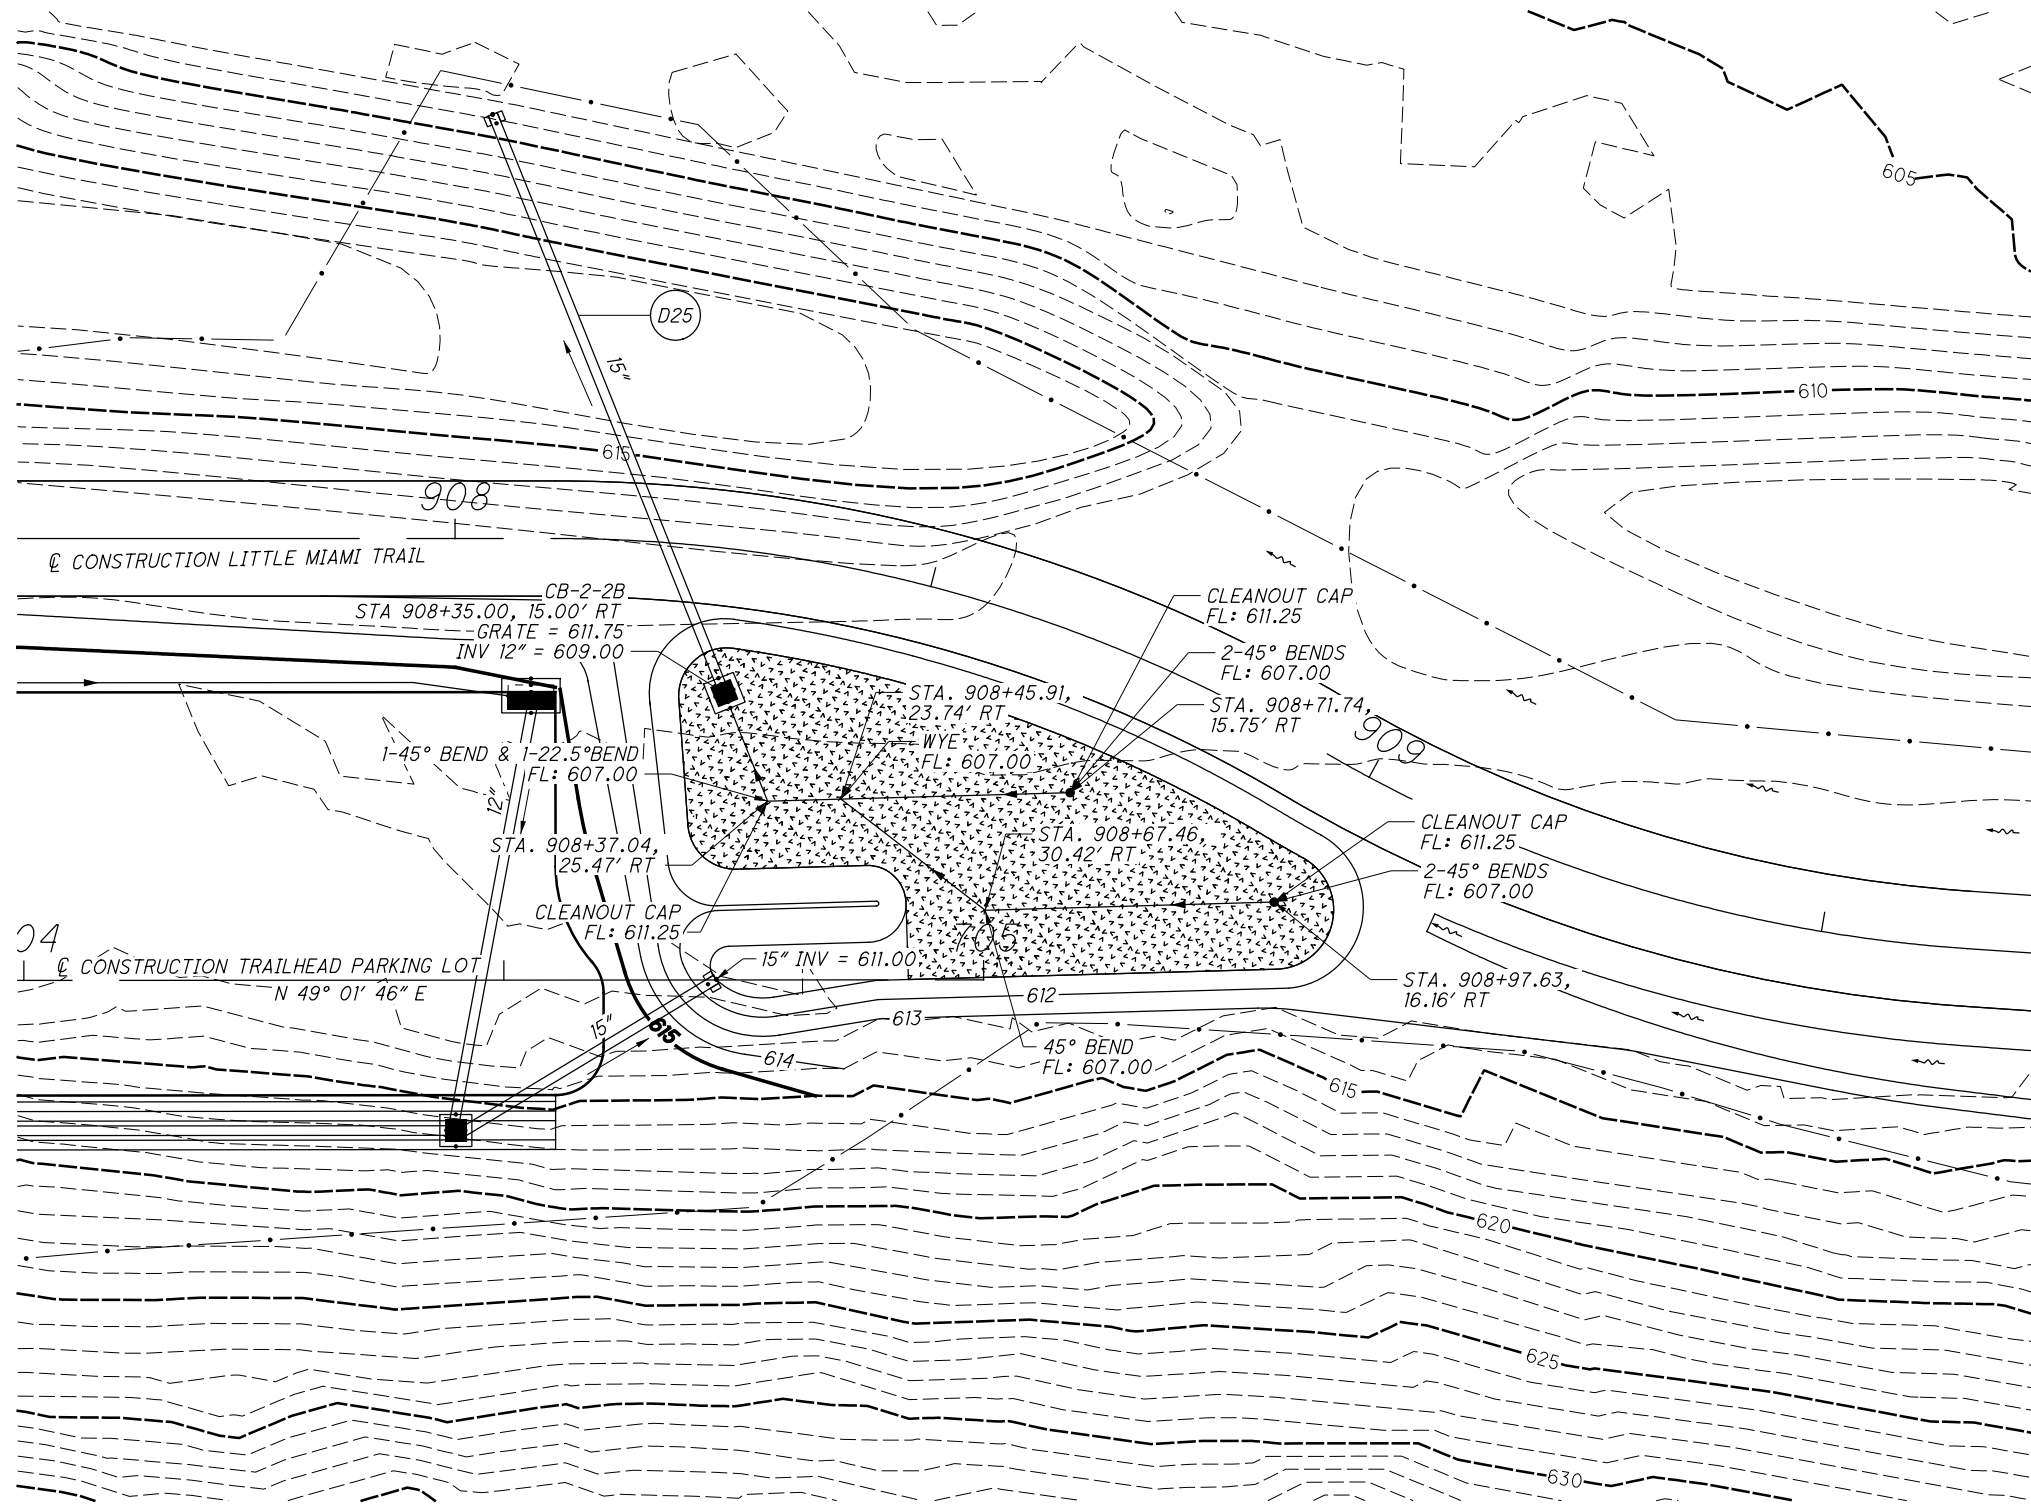 605
D25
15"
610
615
908
℄ CONSTRUCTION LITTLE MIAMI TRAIL
CB-2-2B
STA 908+35.00, 15.00' RT
GRATE = 611.75
INV 12" = 609.00
CLEANOUT CAP
FL: 611.25
2-45° BENDS
FL: 607.00
STA. 908+45.91,
23.74' RT
STA. 908+71.74,
15.75' RT
WYE
FL: 607.00
909
1-45° BEND & 1-22.5°BEND
FL: 607.00
12"
STA. 908+37.04,
25.47' RT
STA. 908+67.46,
30.42' RT
CLEANOUT CAP
FL: 611.25
2-45° BENDS
FL: 607.00
CLEANOUT CAP
FL: 611.25
04
705
℄ CONSTRUCTION TRAILHEAD PARKING LOT
N 49° 01' 46" E
15" INV = 611.00
STA. 908+97.63,
16.16' RT
612
613
614
15"
615
45° BEND
FL: 607.00
615
620
625
630